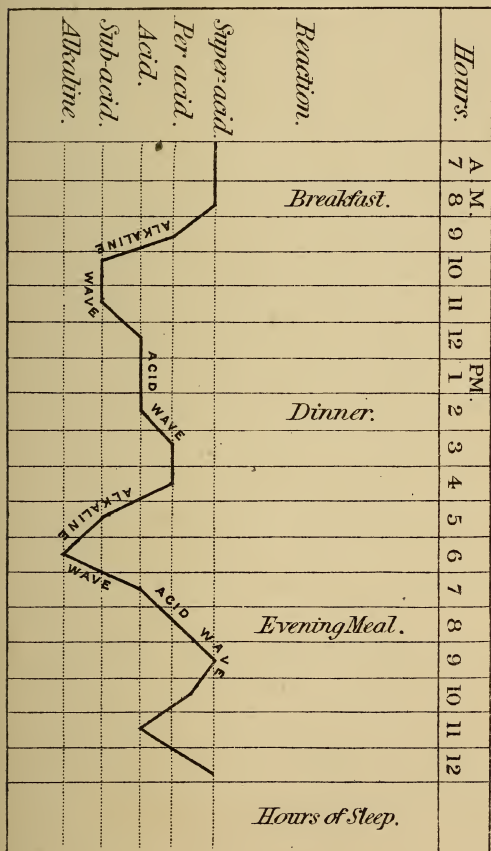 Hours.
A M. PM.
7 8 9 10 11 12 1 2 3 4 5 6 7 8 9 10 11 12
Reaction.
Breakfast.
Dinner.
Evening Meal.
Hours of Sleep.
Super-acid
Per acid.
Acid.
Sub-acid.
Alkaline.
ALKALINE
WAVE
ACID
WAVE
ALKALINE
WAVE
ACID WAVE